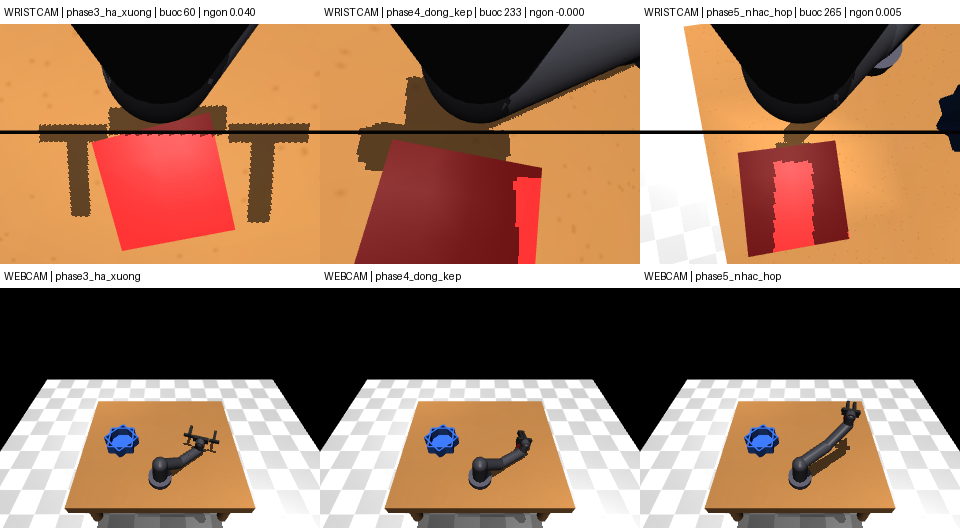 WRISTCAM | phase3_ha_xuong | buoc 60 | ngon 0.040
WRISTCAM | phase4_dong_kep | buoc 233 | ngon -0.000
WRISTCAM | phase5_nhac_hop | buoc 265 | ngon 0.005
WEBCAM | phase3_ha_xuong
WEBCAM | phase4_dong_kep
WEBCAM | phase5_nhac_hop